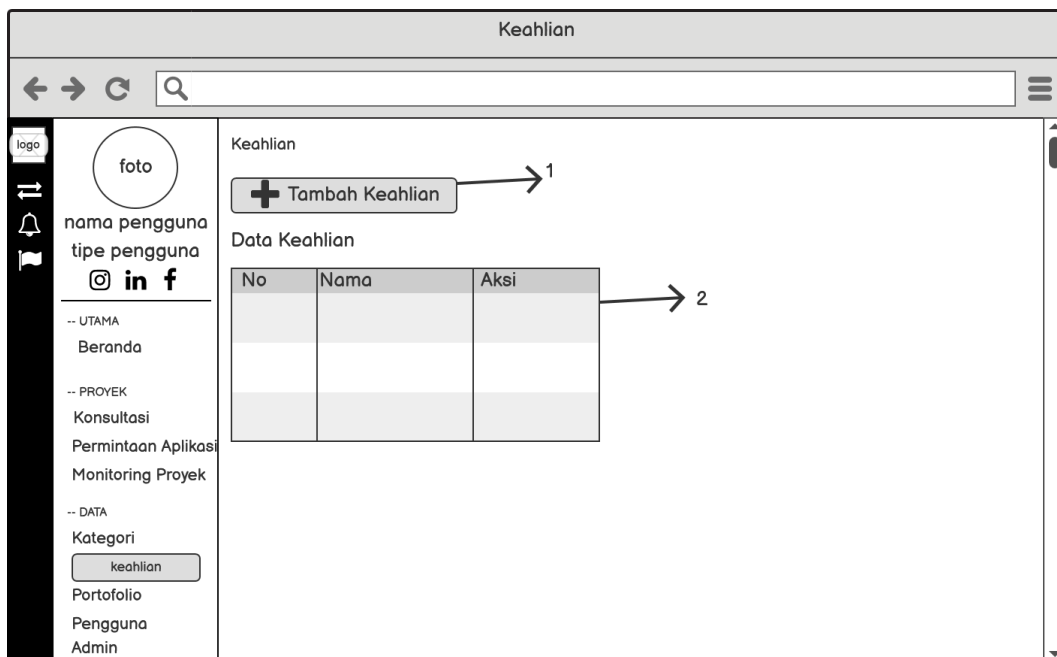 Keahlian
logo
foto
nama pengguna
tipe pengguna
in f
-- UTAMA
Beranda
-- PROYEK
Konsultasi
Permintaan Aplikasi
Monitoring Proyek
-- DATA
Kategori
keahlian
Portofolio
Pengguna
Admin
Keahlian
Tambah Keahlian
1
Data Keahlian
No Nama Aksi
2